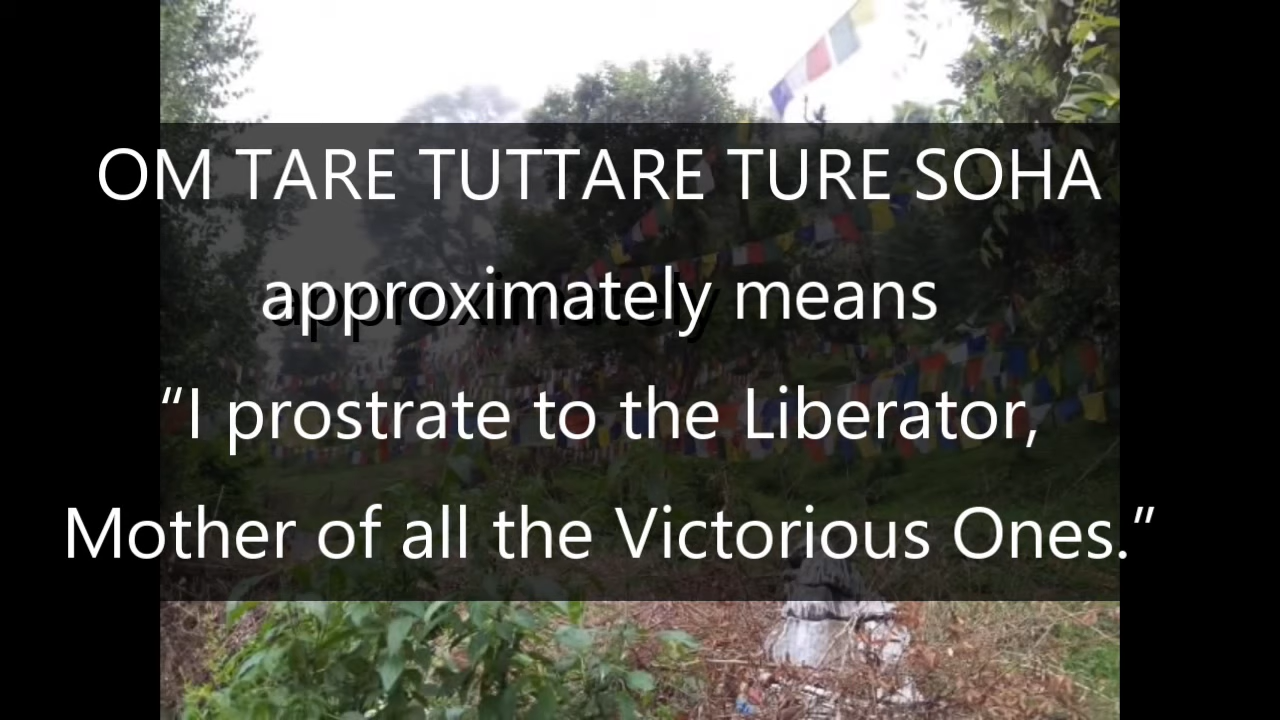 OM TARE TUTTARE TURE SOHA
approximately means
“I prostrate to the Liberator,
Mother of all the Victorious Ones.”